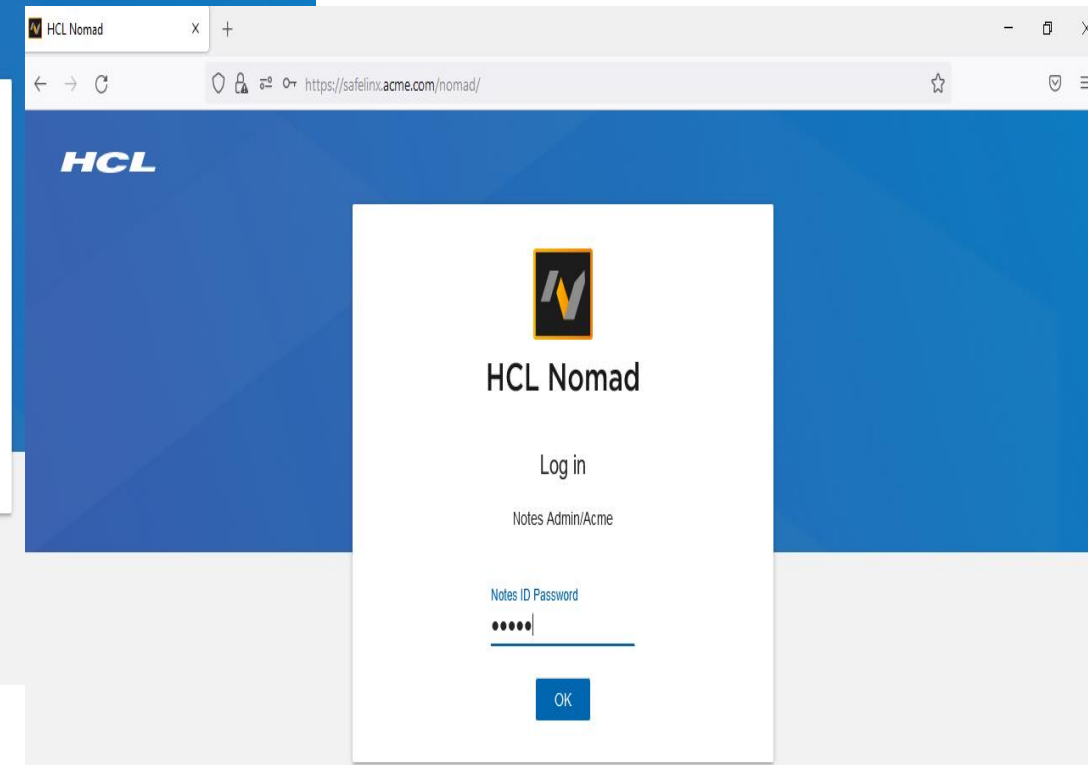 HCL Nomad
https://safelinx.acme.com/nomad/
HCL
HCL Nomad
Log in
Notes Admin/Acme
Notes ID Password
•••••
OK